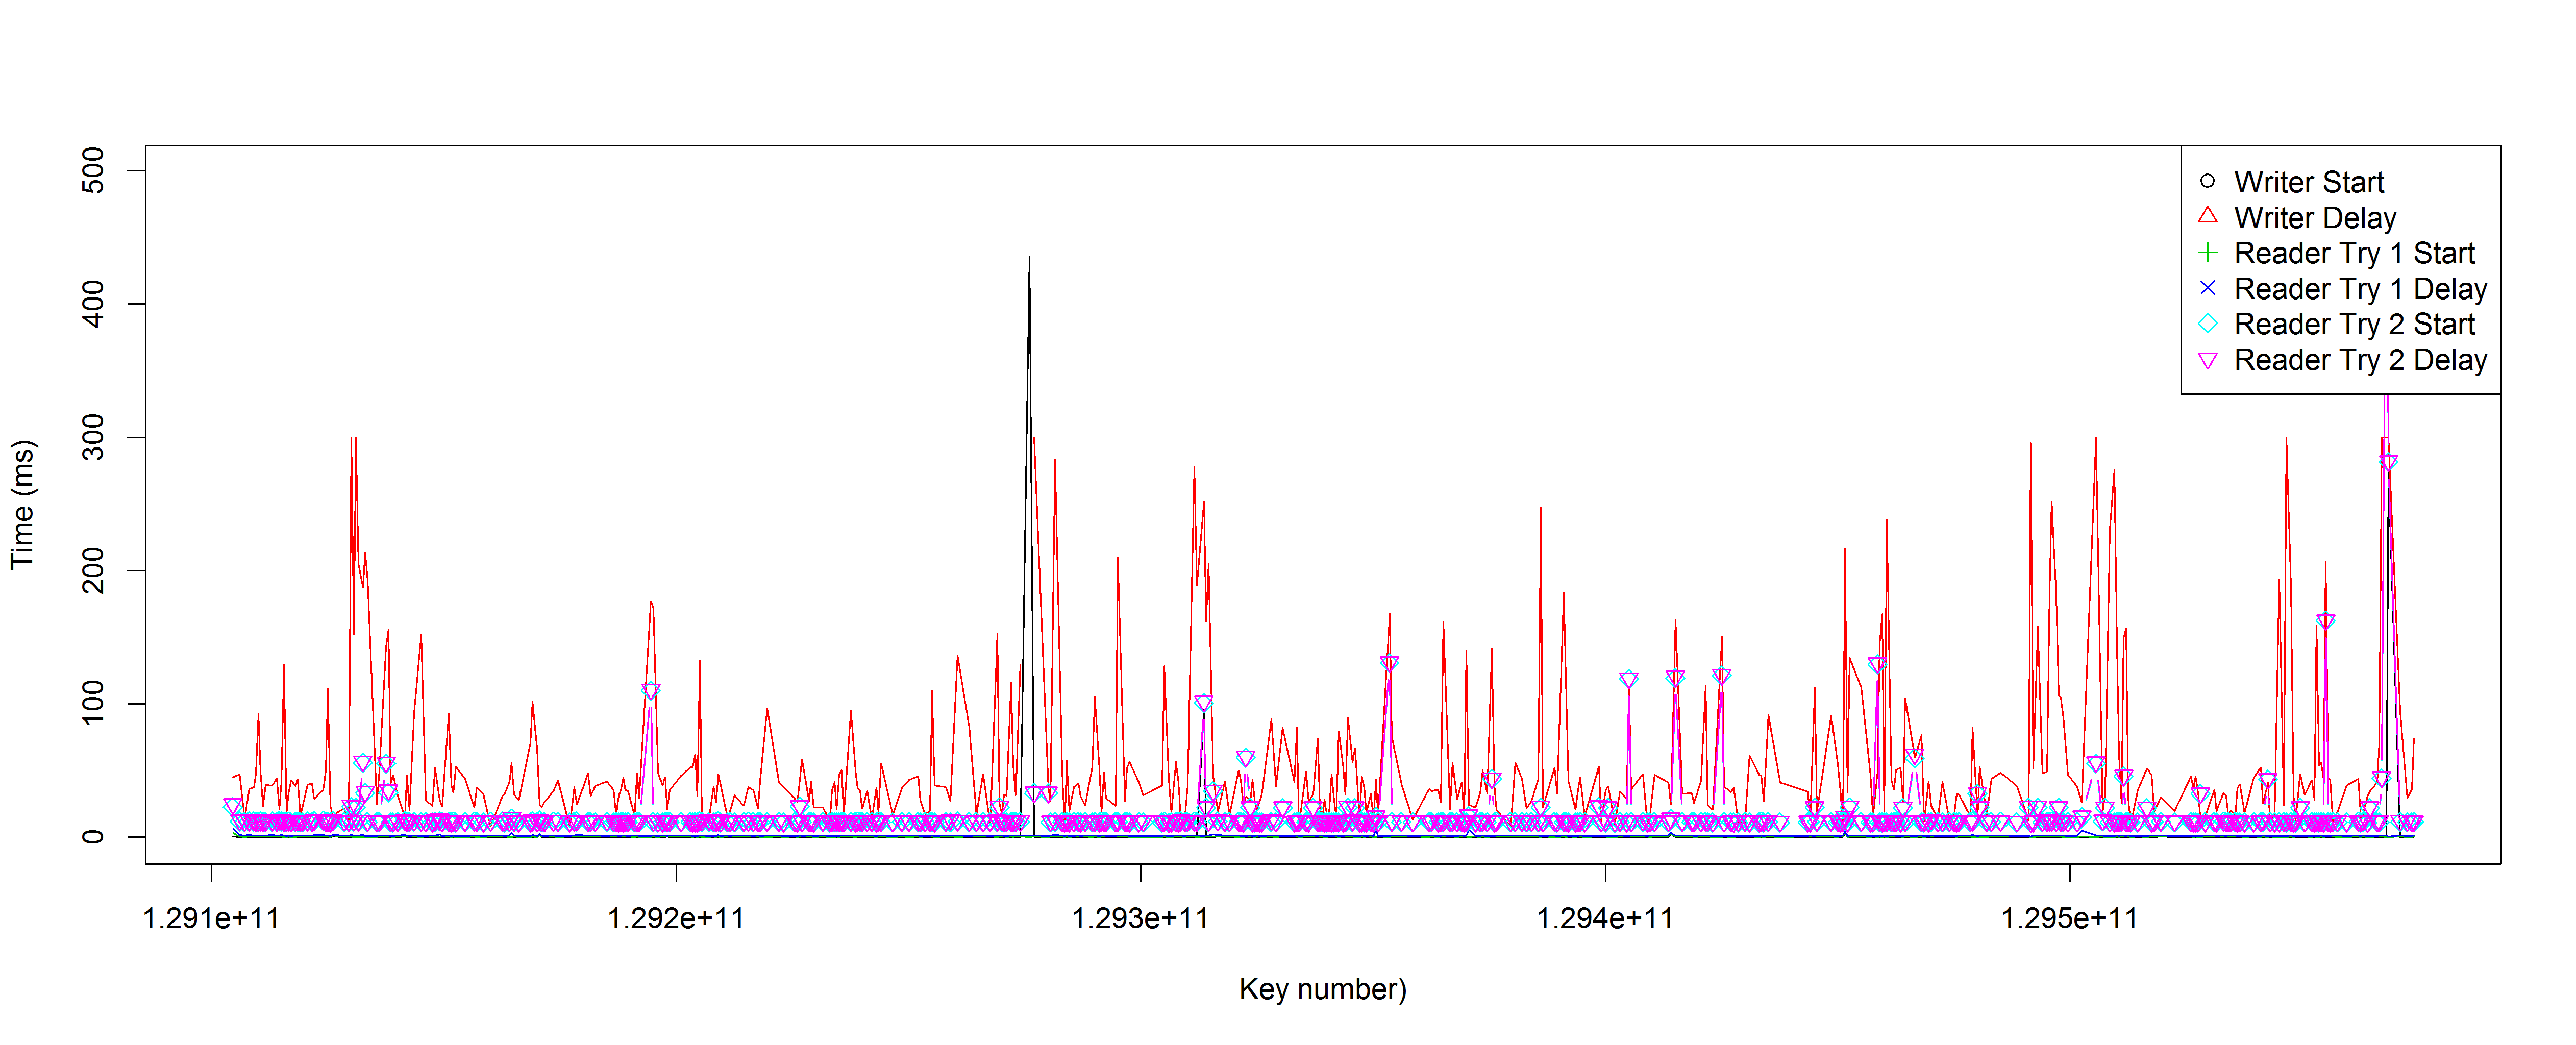 500
400
300
200
100
0
Time (ms)
Writer Start
Writer Delay
Reader Try 1 Start
Reader Try 1 Delay
Reader Try 2 Start
Reader Try 2 Delay
1.291e+11 1.292e+11 1.293e+11 1.294e+11 1.295e+11
Key number)